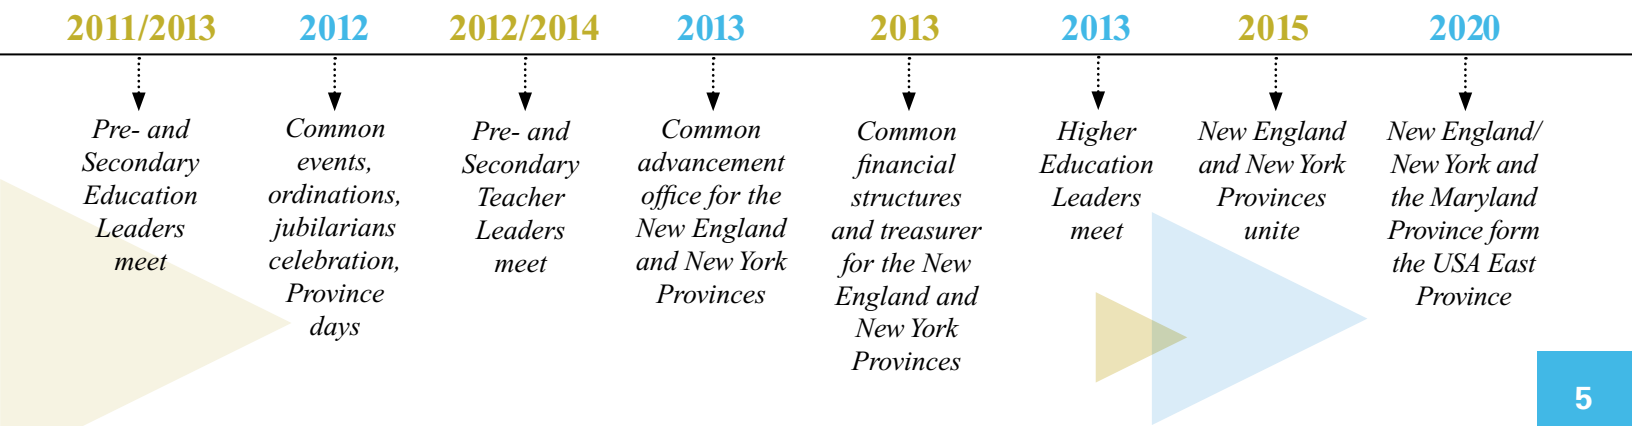 2011/2013
Pre- and
Secondary
Education
Leaders
meet
2012
Common
events,
ordinations,
jubilarians
celebration,
Province
days
2012/2014
Pre- and
Secondary
Teacher
Leaders
meet
2013
Common
advancement
office for the
New England
and New York
Provinces
2013
Common
financial
structures
and treasurer
for the New
England and
New York
Provinces
2013
Higher
Education
Leaders
meet
2015
New England
and New York
Provinces
unite
2020
New England/
New York and
the Maryland
Province form
the USA East
Province
5